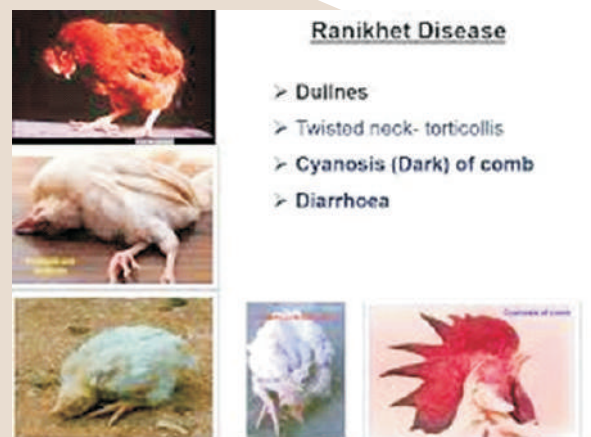 Ranikhet Disease
➢ Dullnes
➢ Twisted neck- torticollis
➢ Cyanosis (Dark) of comb
➢ Diarrhoea
Cyanosis of comb